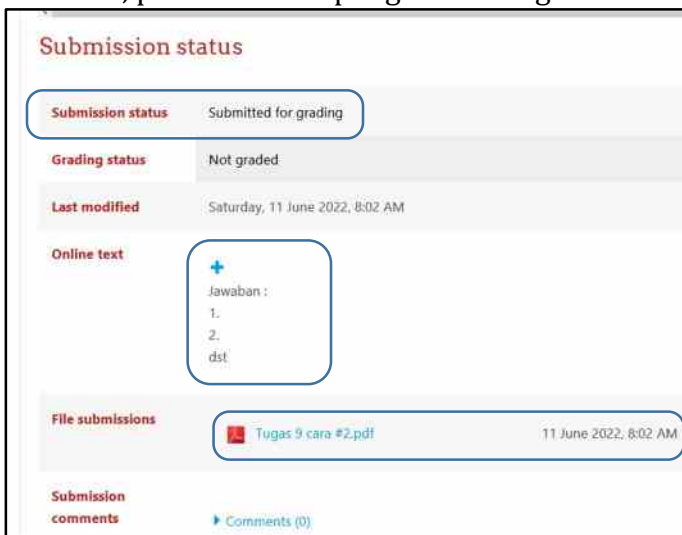 Submission status
Submission status Submitted for grading
Grading status Not graded
Last modified Saturday, 11 June 2022, 8:02 AM
Online text
Jawaban :
1.
2.
dst
File submissions
Tugas 9 cara #2.pdf 11 June 2022, 8:02 AM
Submission
comments Comments (0)